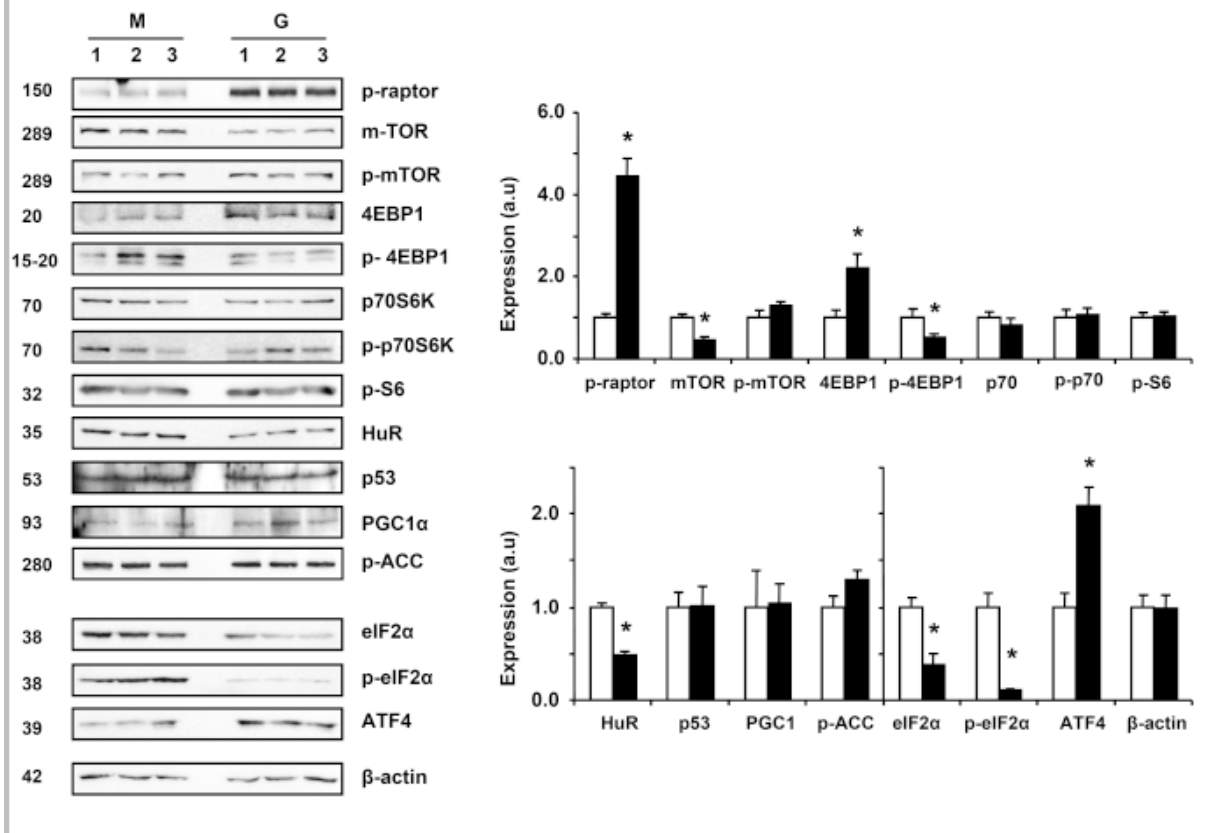 M G
1 2 3 1 2 3
150 p-raptor
289 m-TOR
289 p-mTOR
20 4EBP1
15-20 p- 4EBP1
70 p70S6K
70 p-p70S6K
32 p-S6
35 HuR
53 p53
93 PGC1α
280 p-ACC
38 eIF2α
38 p-eIF2α
39 ATF4
42 β-actin
Expression (a.u)
6.0
4.0
2.0
0.0
* * * *
p-raptor mTOR p-mTOR 4EBP1 p-4EBP1 p70 p-p70 p-S6
Expression (a.u)
2.0
1.0
0.0
* * * *
HuR p53 PGC1 p-ACC eIF2α p-eIF2α ATF4 β-actin